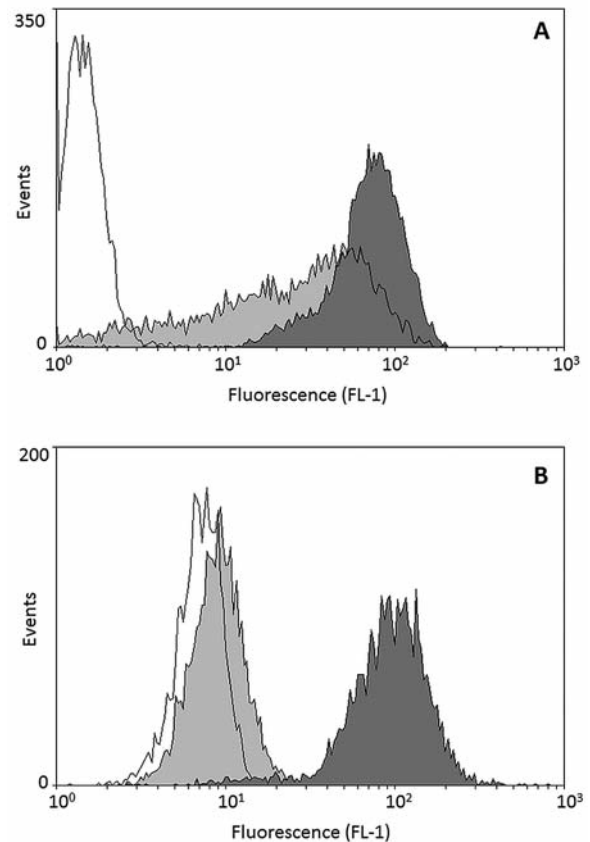 350
A
Events
0
10⁰ 10¹ 10² 10³
Fluorescence (FL-1)
200
B
Events
0
10⁰ 10¹ 10² 10³
Fluorescence (FL-1)